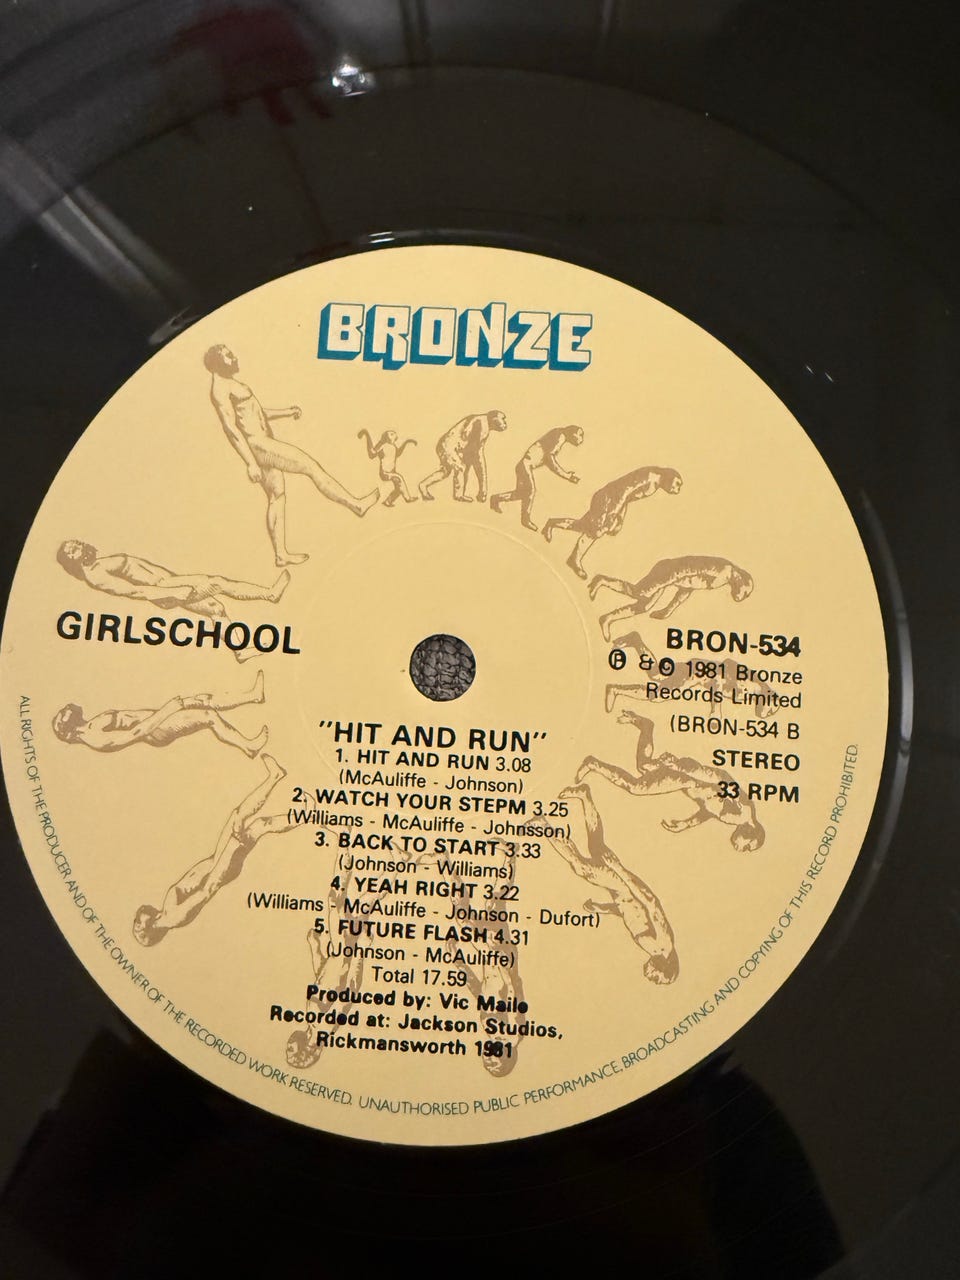 BRONZE
GIRLSCHOOL
BRON-534
Ⓟ & © 1981 Bronze
Records Limited
(BRON-534 B
STEREO
33 RPM
"HIT AND RUN"
1. HIT AND RUN 3.08
(McAuliffe - Johnson)
2. WATCH YOUR STEPM 3.25
(Williams - McAuliffe - Johnsson)
3. BACK TO START 3.33
(Johnson - Williams)
4. YEAH RIGHT 3.22
(Williams - McAuliffe - Johnson - Dufort)
5. FUTURE FLASH 4.31
(Johnson - McAuliffe)
Total 17.59
Produced by: Vic Maile
Recorded at: Jackson Studios,
Rickmansworth 1981
ALL RIGHTS OF THE PRODUCER AND OF THE OWNER OF THE RECORDED WORK RESERVED. UNAUTHORISED PUBLIC PERFORMANCE, BROADCASTING AND COPYING OF THIS RECORD PROHIBITED.